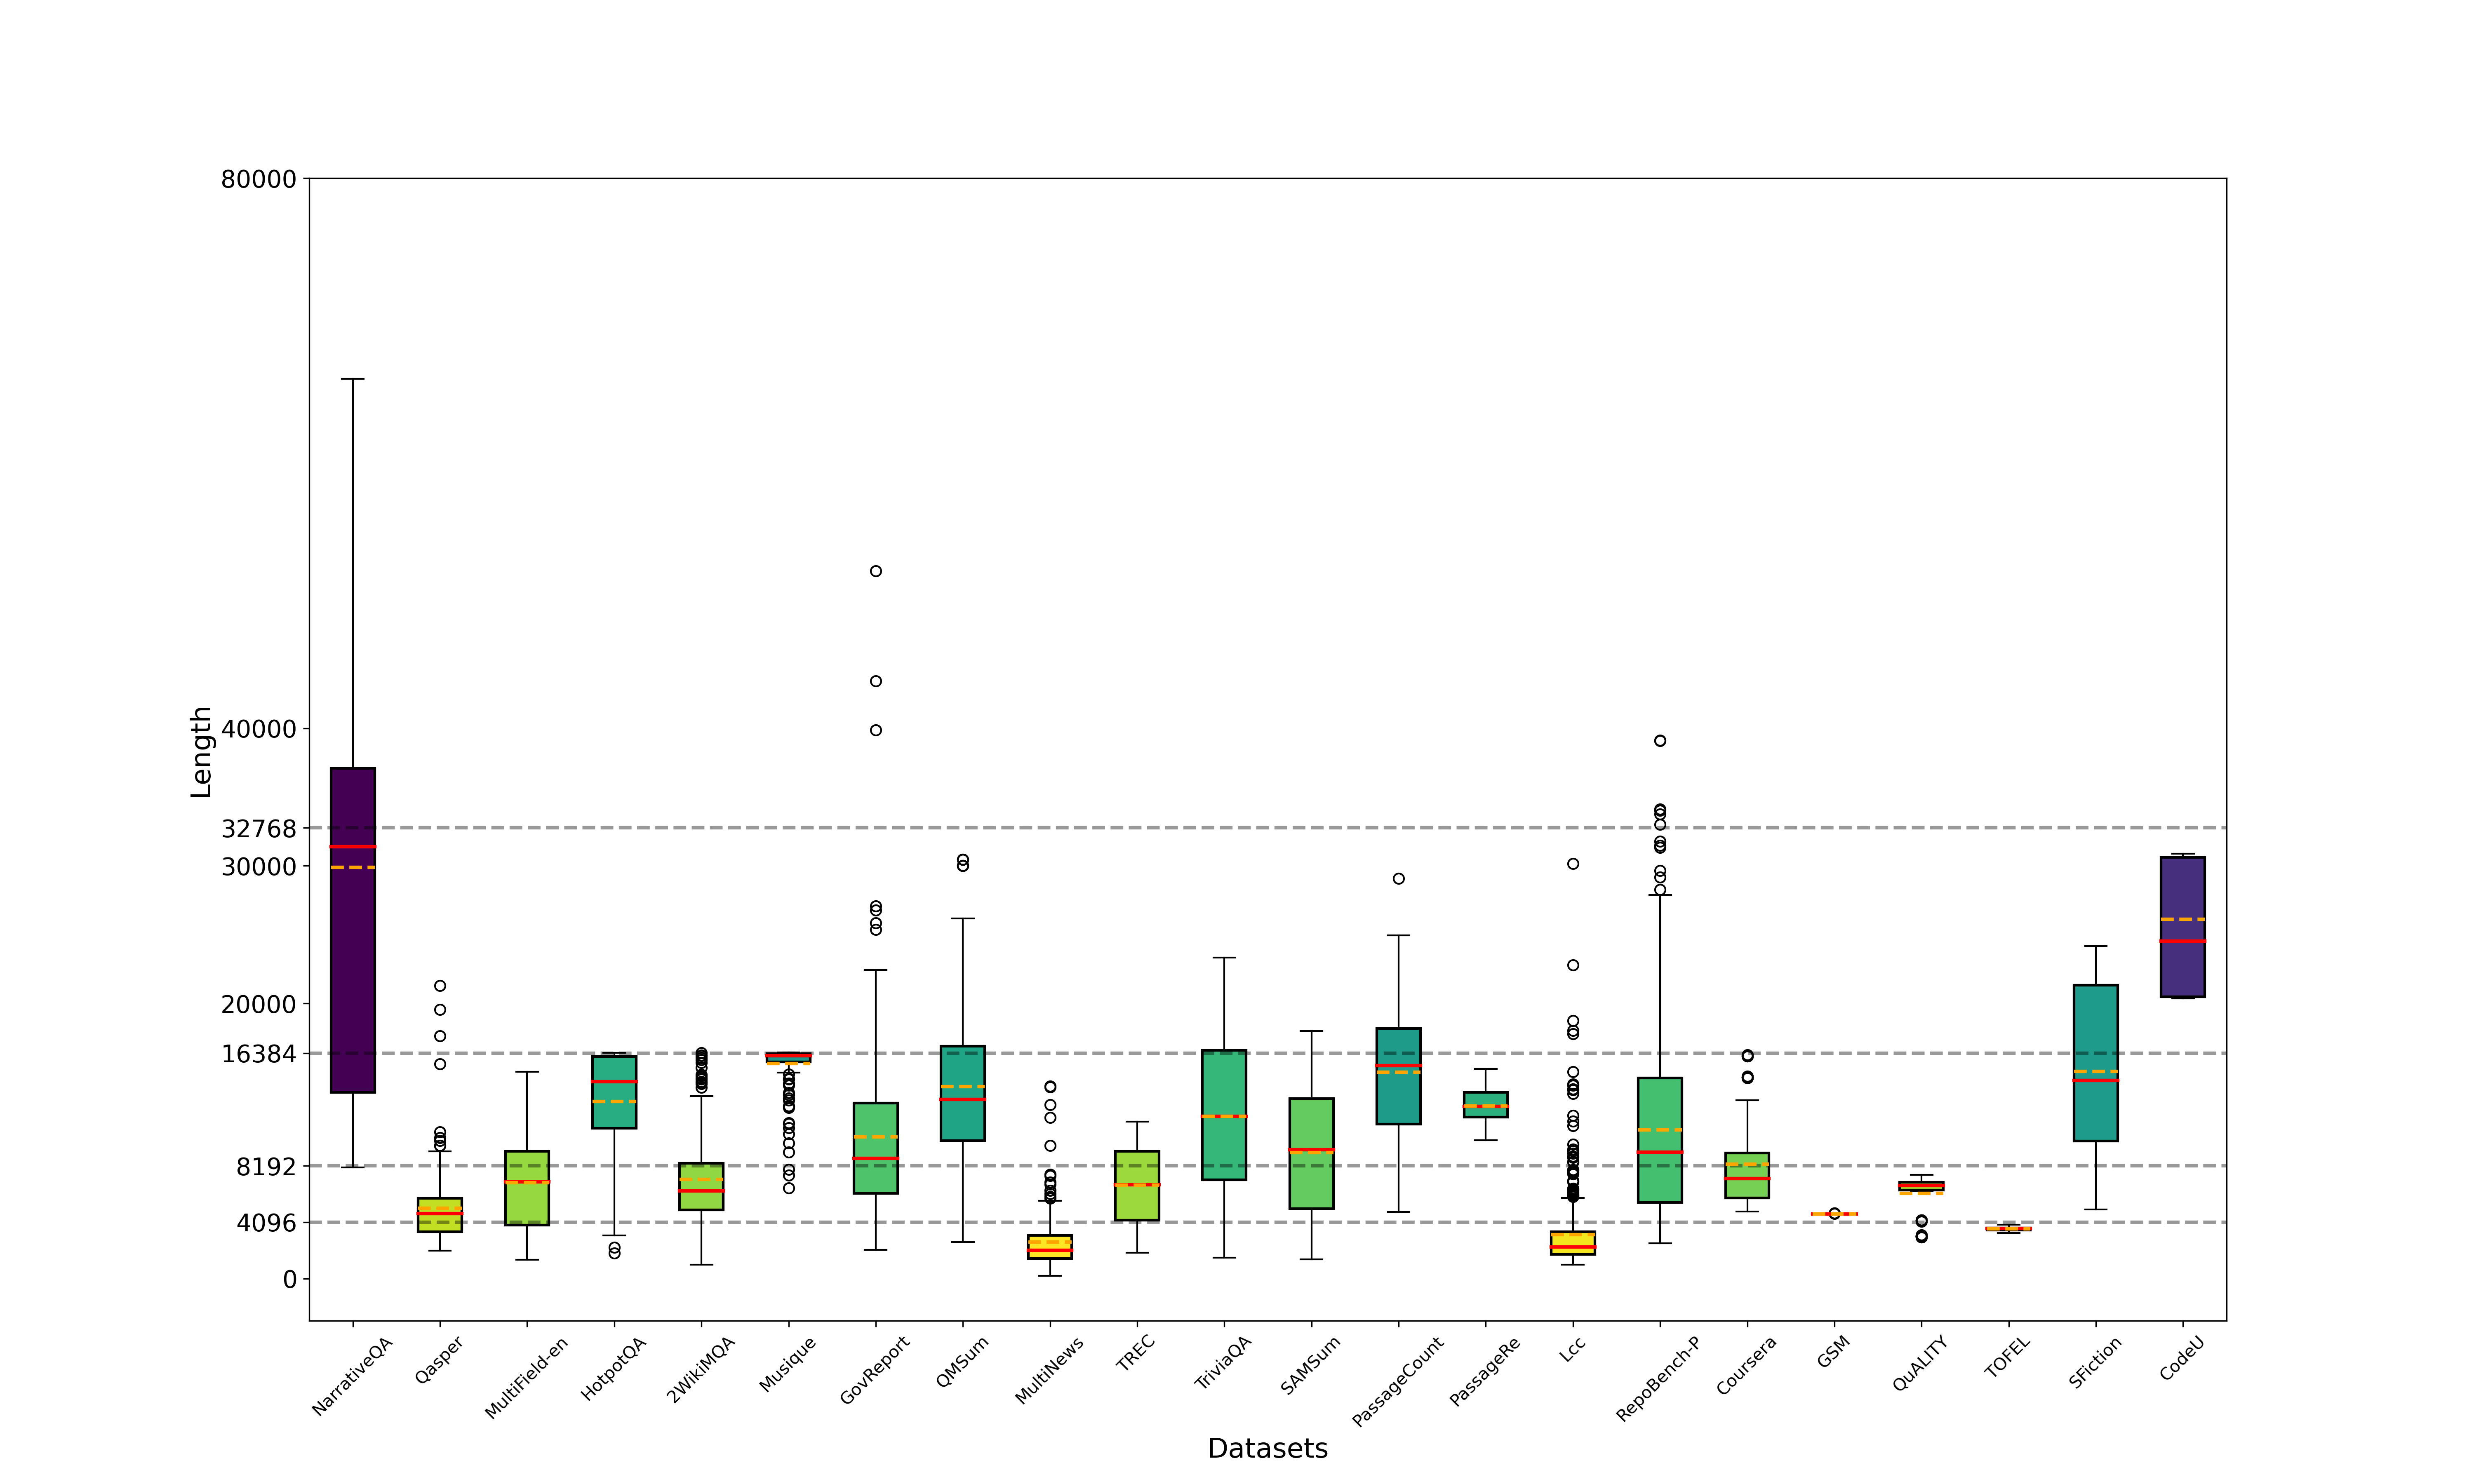 80000
40000
32768
30000
20000
16384
8192
4096
0
Length
NarrativeQA
Qasper
MultiField-en
HotpotQA
2WikiMQA
Musique
GovReport
QMSum
MultiNews
TREC
TriviaQA
SAMSum
PassageCount
PassageRe
Lcc
RepoBench-P
Coursera
GSM
QuALITY
TOFEL
SFiction
CodeU
Datasets